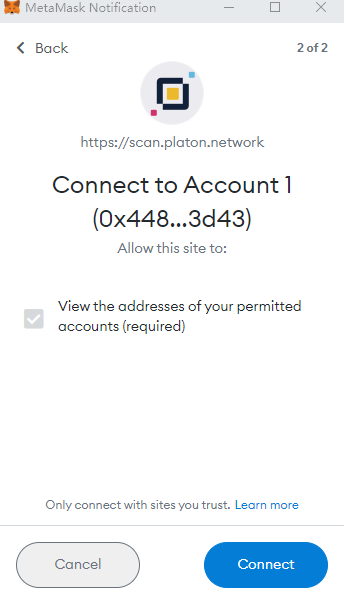 MetaMask Notification
Back
2 of 2
https://scan.platon.network
Connect to Account 1
(0x448...3d43)
Allow this site to:
View the addresses of your permitted
accounts (required)
Only connect with sites you trust. Learn more
Cancel
Connect